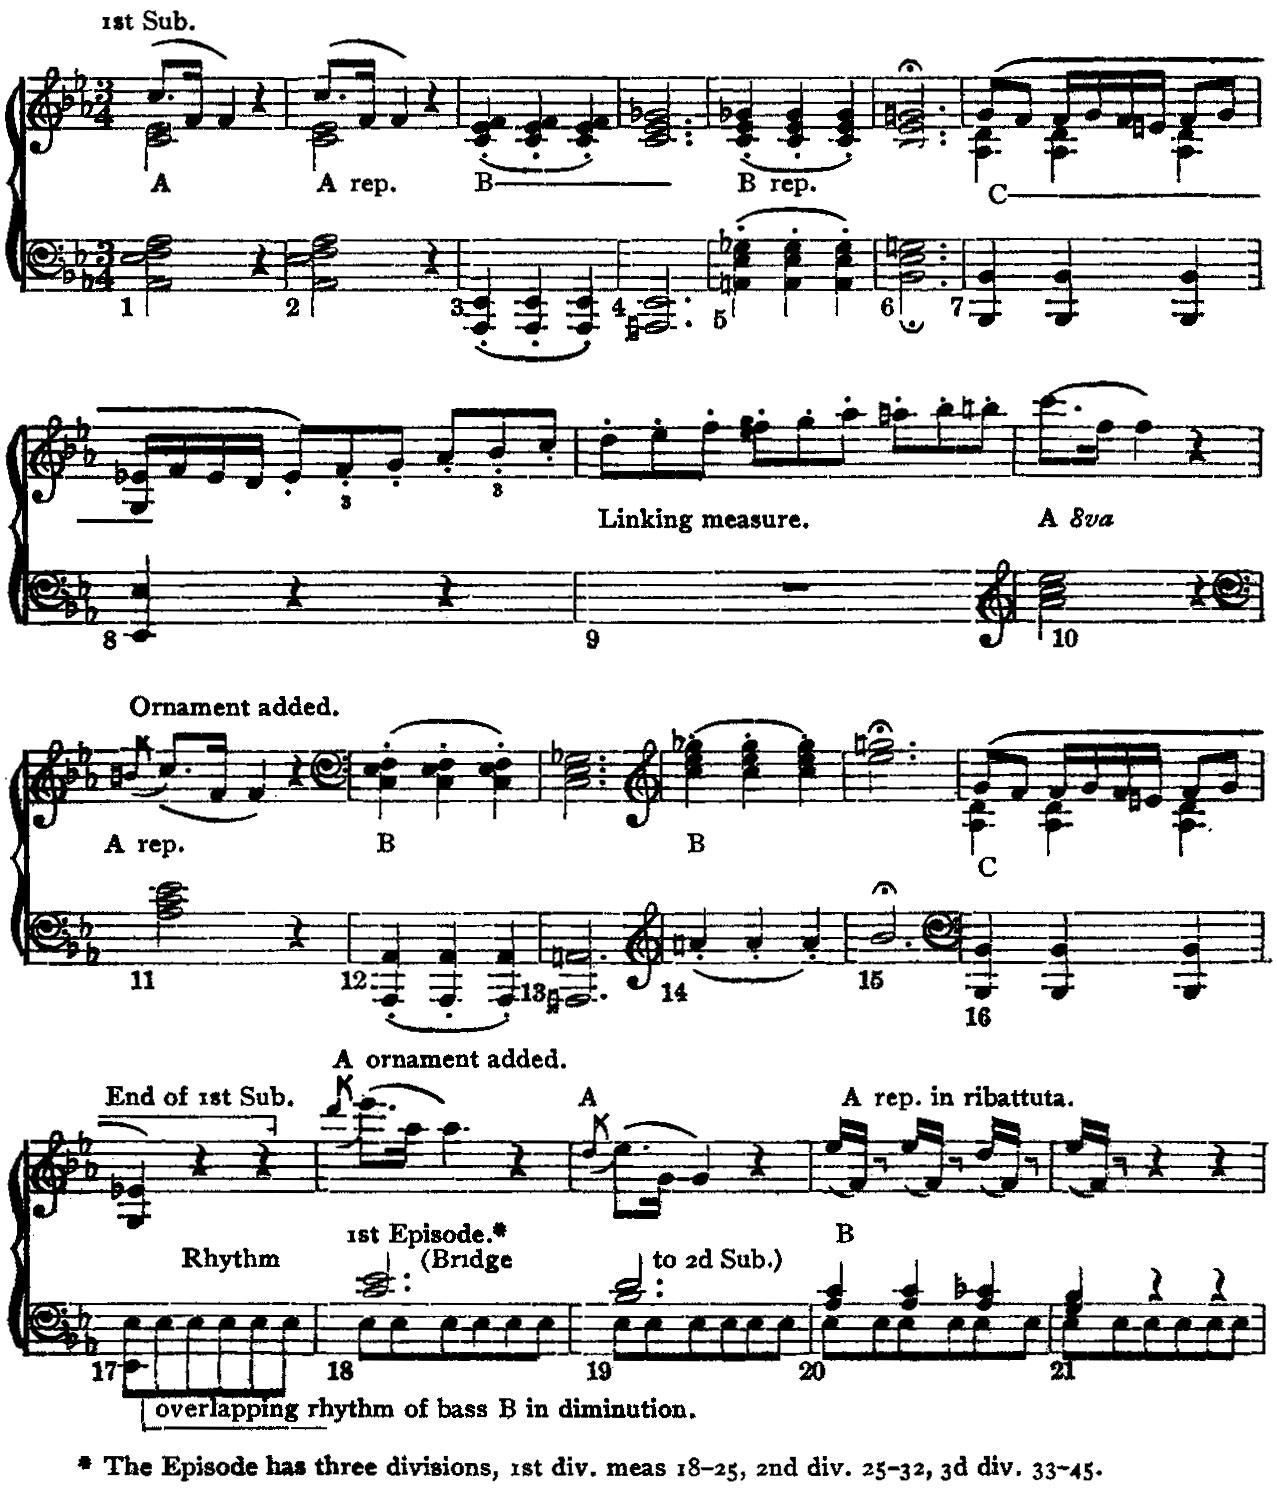 1st Sub.
A A rep. B B rep. C
1 2 3 4 5 6 7
3 3
Linking measure. A 8va
8 9 10
Ornament added.
A rep. B B C
11 12 13 14 15 16
A ornament added.
End of 1st Sub. A A rep. in ribattuta.
1st Episode.* B
Rhythm (Bridge to 2d Sub.)
17 18 19 20 21
overlapping rhythm of bass B in diminution.
* The Episode has three divisions, 1st div. meas 18-25, 2nd div. 25-32, 3d div. 33-45.